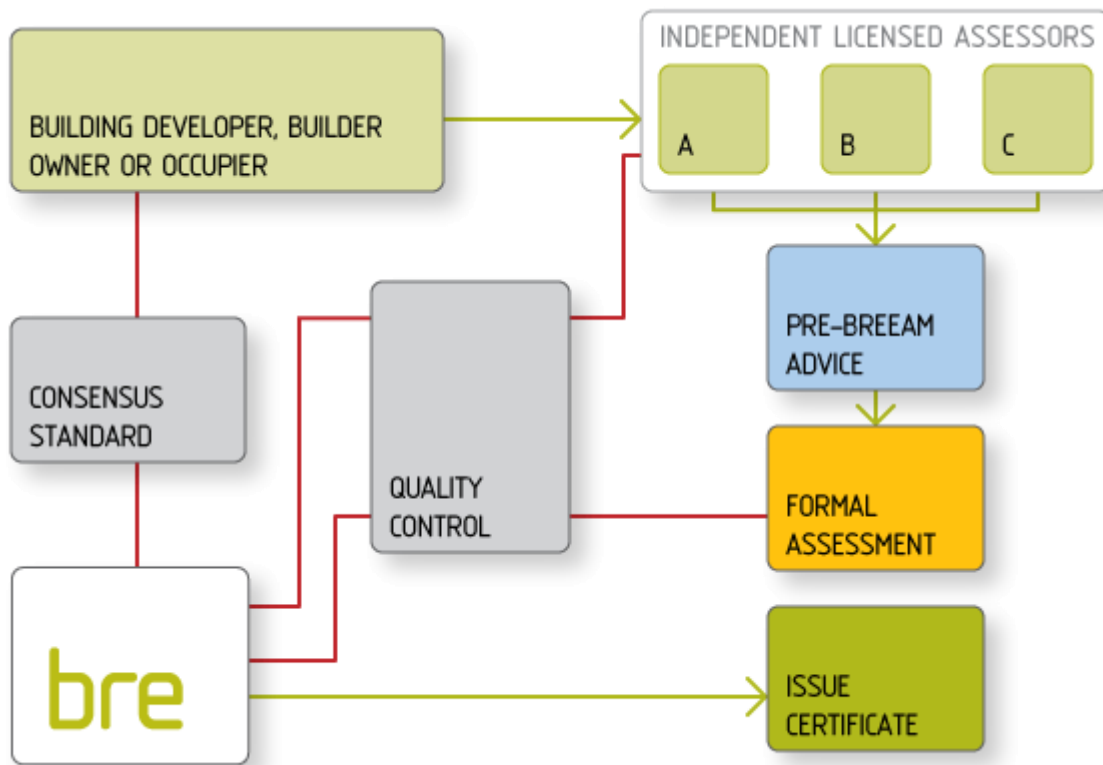 INDEPENDENT LICENSED ASSESSORS
BUILDING DEVELOPER, BUILDER
OWNER OR OCCUPIER
A
B
C
PRE-BREEAM
ADVICE
CONSENSUS
STANDARD
QUALITY
CONTROL
FORMAL
ASSESSMENT
bre
ISSUE
CERTIFICATE